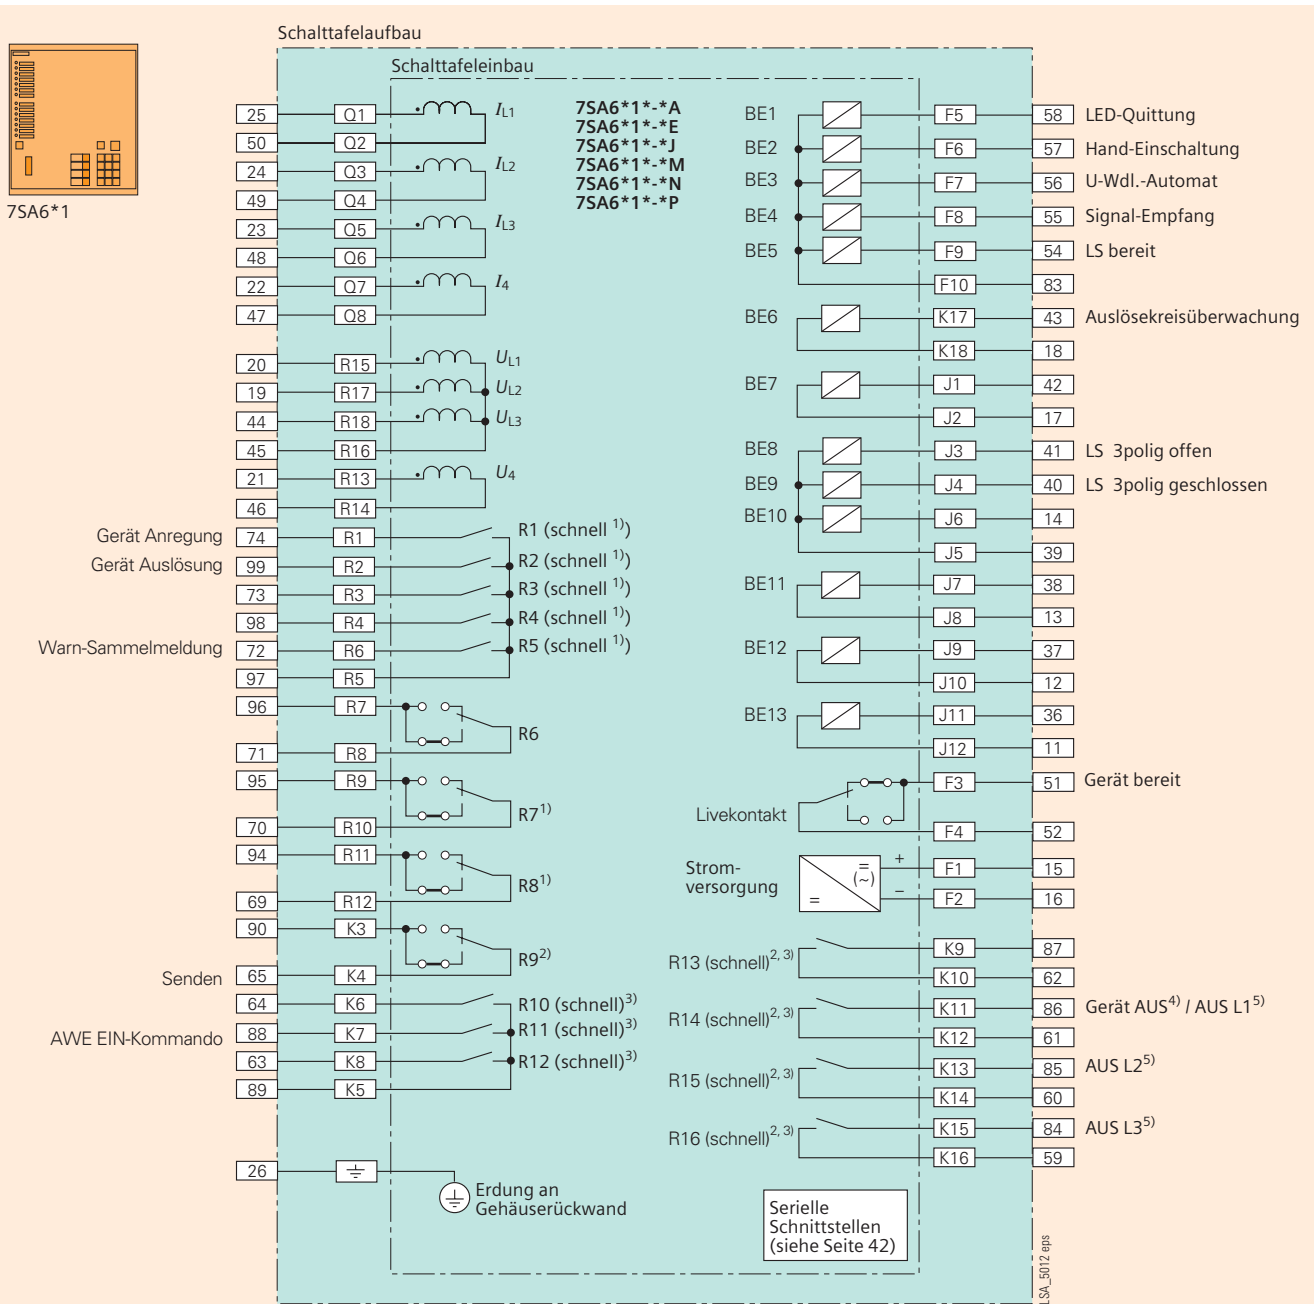 Schalttafelaufbau
Schalttafeleinbau
7SA6*1
7SA6*1*-*A
7SA6*1*-*E
7SA6*1*-*J
7SA6*1*-*M
7SA6*1*-*N
7SA6*1*-*P
25 Q1 IL1
50 Q2
24 Q3 IL2
49 Q4
23 Q5 IL3
48 Q6
22 Q7 I4
47 Q8
20 R15 UL1
19 R17 UL2
44 R18 UL3
45 R16
21 R13 U4
46 R14
Gerät Anregung 74 R1 R1 (schnell 1))
Gerät Auslösung 99 R2 R2 (schnell 1))
73 R3 R3 (schnell 1))
98 R4 R4 (schnell 1))
Warn-Sammelmeldung 72 R6 R5 (schnell 1))
97 R5
96 R7
R6
71 R8
95 R9
R7 1)
70 R10
94 R11
R8 1)
69 R12
90 K3
R9 2)
Senden 65 K4
64 K6 R10 (schnell) 3)
AWE EIN-Kommando 88 K7 R11 (schnell) 3)
63 K8 R12 (schnell) 3)
89 K5
26
Erdung an
Gehäuserückwand
BE1 F5 58 LED-Quittung
BE2 F6 57 Hand-Einschaltung
BE3 F7 56 U-Wdl.-Automat
BE4 F8 55 Signal-Empfang
BE5 F9 54 LS bereit
F10 83
BE6 K17 43 Auslösekreisüberwachung
K18 18
BE7 J1 42
J2 17
BE8 J3 41 LS 3polig offen
BE9 J4 40 LS 3polig geschlossen
BE10 J6 14
J5 39
BE11 J7 38
J8 13
BE12 J9 37
J10 12
BE13 J11 36
J12 11
F3 51 Gerät bereit
Livekontakt
F4 52
Strom-
versorgung
= (~) =
+ F1 15
– F2 16
K9 87
R13 (schnell) 2, 3)
K10 62
K11 86 Gerät AUS 4) / AUS L1 5)
R14 (schnell) 2, 3)
K12 61
K13 85 AUS L2 5)
R15 (schnell) 2, 3)
K14 60
K15 84 AUS L3 5)
R16 (schnell) 2, 3)
K16 59
Serielle
Schnittstellen
(siehe Seite 42)
LSA_5012 eps